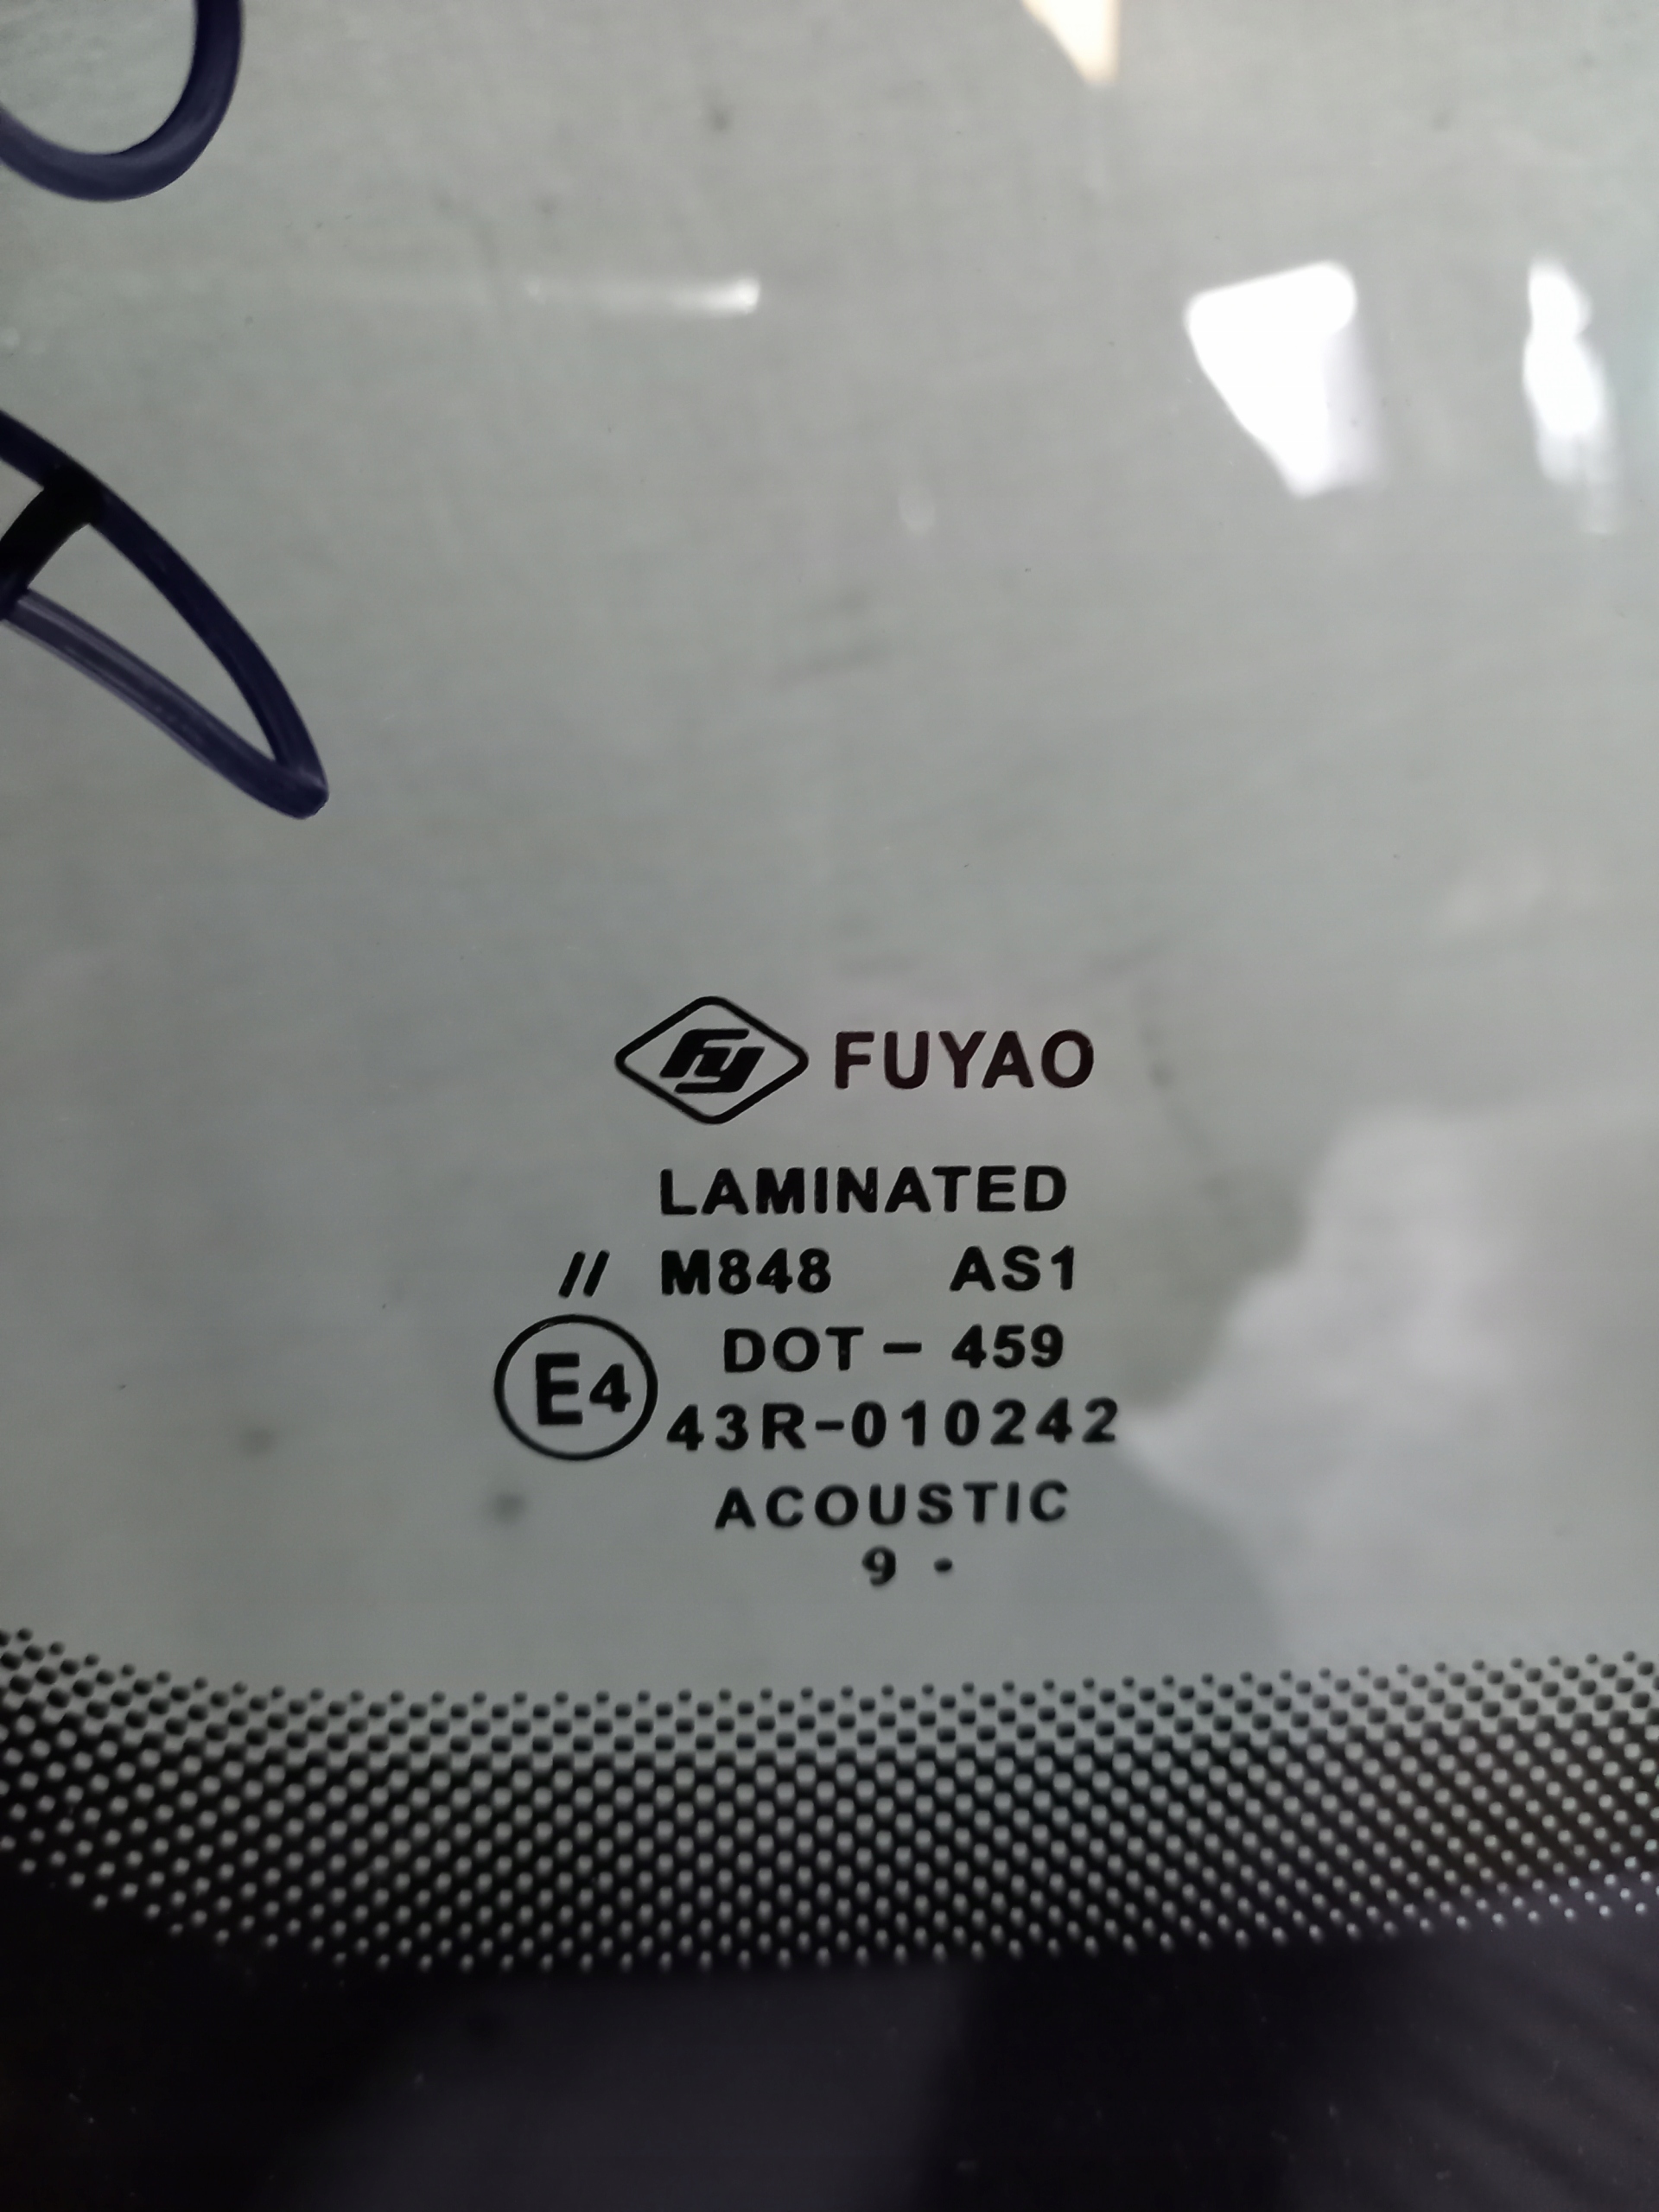 fy FUYAO
LAMINATED
// M848 AS1
DOT - 459
E4 43R-010242
ACOUSTIC
9 •